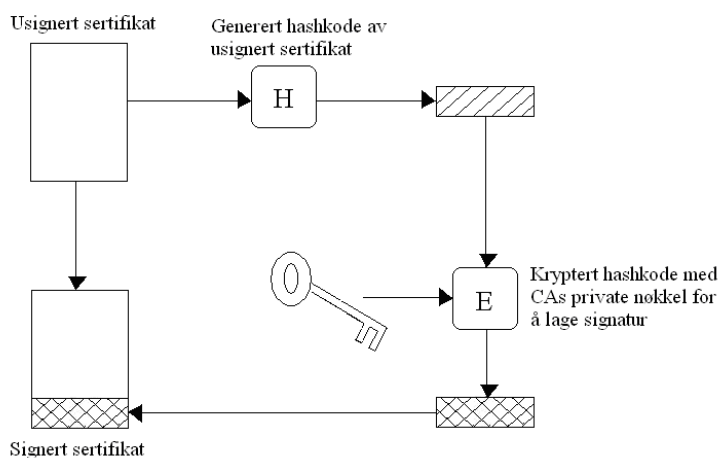 Usignert sertifikat
Generert hashkode av
usignert sertifikat
H
Kryptert hashkode med
CAs private nøkkel for
å lage signatur
E
Signert sertifikat